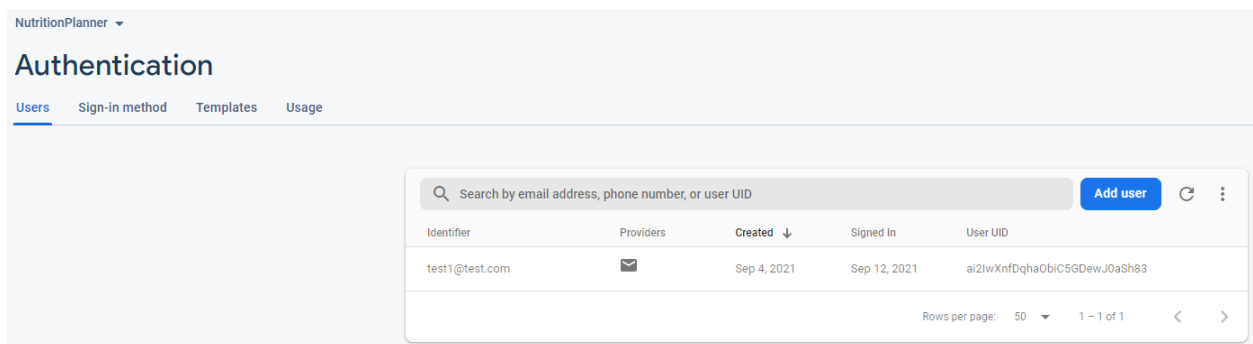 NutritionPlanner
Authentication
Users Sign-in method Templates Usage
Search by email address, phone number, or user UID Add user
Identifier Providers Created Signed In User UID
test1@test.com Sep 4, 2021 Sep 12, 2021 ai2IwXnfDqhaObiC5GDewJ0aSh83
Rows per page: 50 1 – 1 of 1